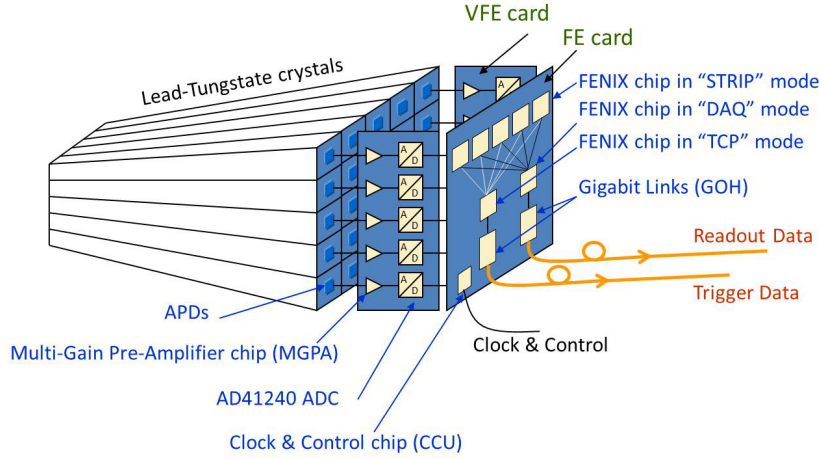 VFE card
FE card
Lead-Tungstate crystals
FENIX chip in “STRIP” mode
FENIX chip in “DAQ” mode
FENIX chip in “TCP” mode
Gigabit Links (GOH)
A
D
A
D
A
D
A
D
A
D
A
Readout Data
Trigger Data
APDs
Multi-Gain Pre-Amplifier chip (MGPA)
Clock & Control
AD41240 ADC
Clock & Control chip (CCU)